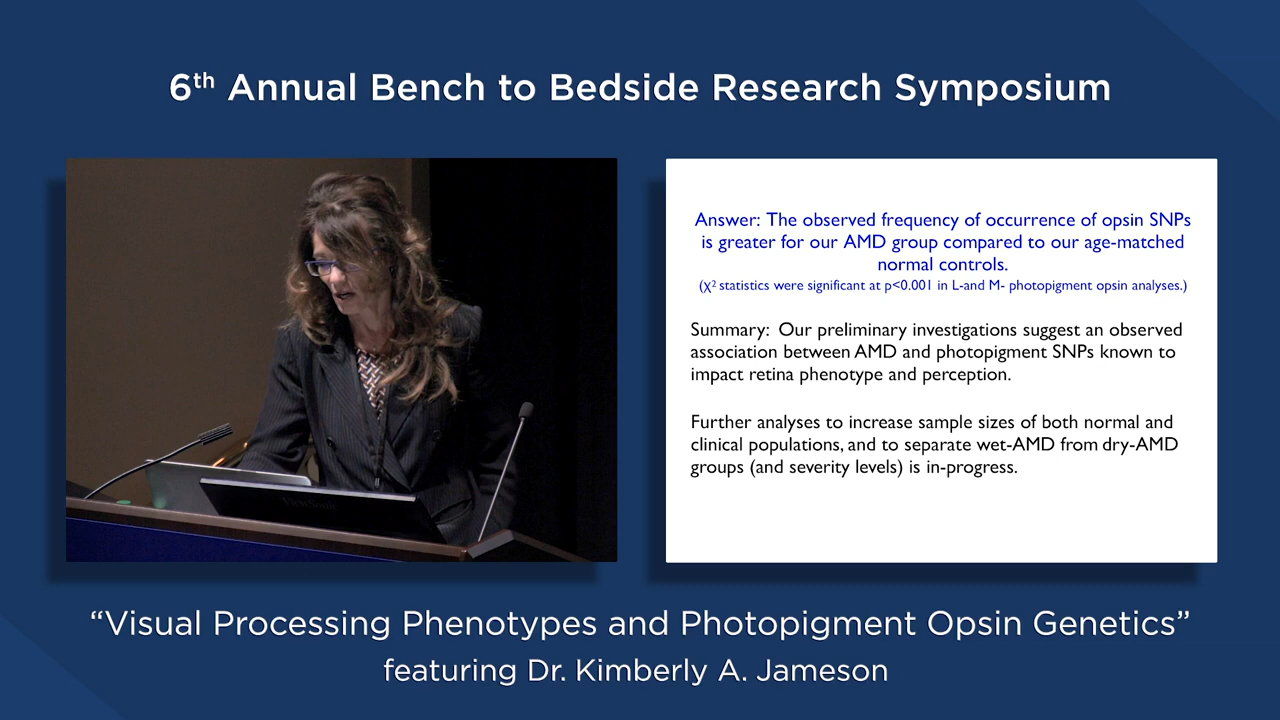 6th Annual Bench to Bedside Research Symposium
Answer: The observed frequency of occurrence of opsin SNPs
is greater for our AMD group compared to our age-matched
normal controls.
(χ² statistics were significant at p<0.001 in L-and M- photopigment opsin analyses.)
Summary: Our preliminary investigations suggest an observed
association between AMD and photopigment SNPs known to
impact retina phenotype and perception.
Further analyses to increase sample sizes of both normal and
clinical populations, and to separate wet-AMD from dry-AMD
groups (and severity levels) is in-progress.
ViewSonic
“Visual Processing Phenotypes and Photopigment Opsin Genetics”
featuring Dr. Kimberly A. Jameson